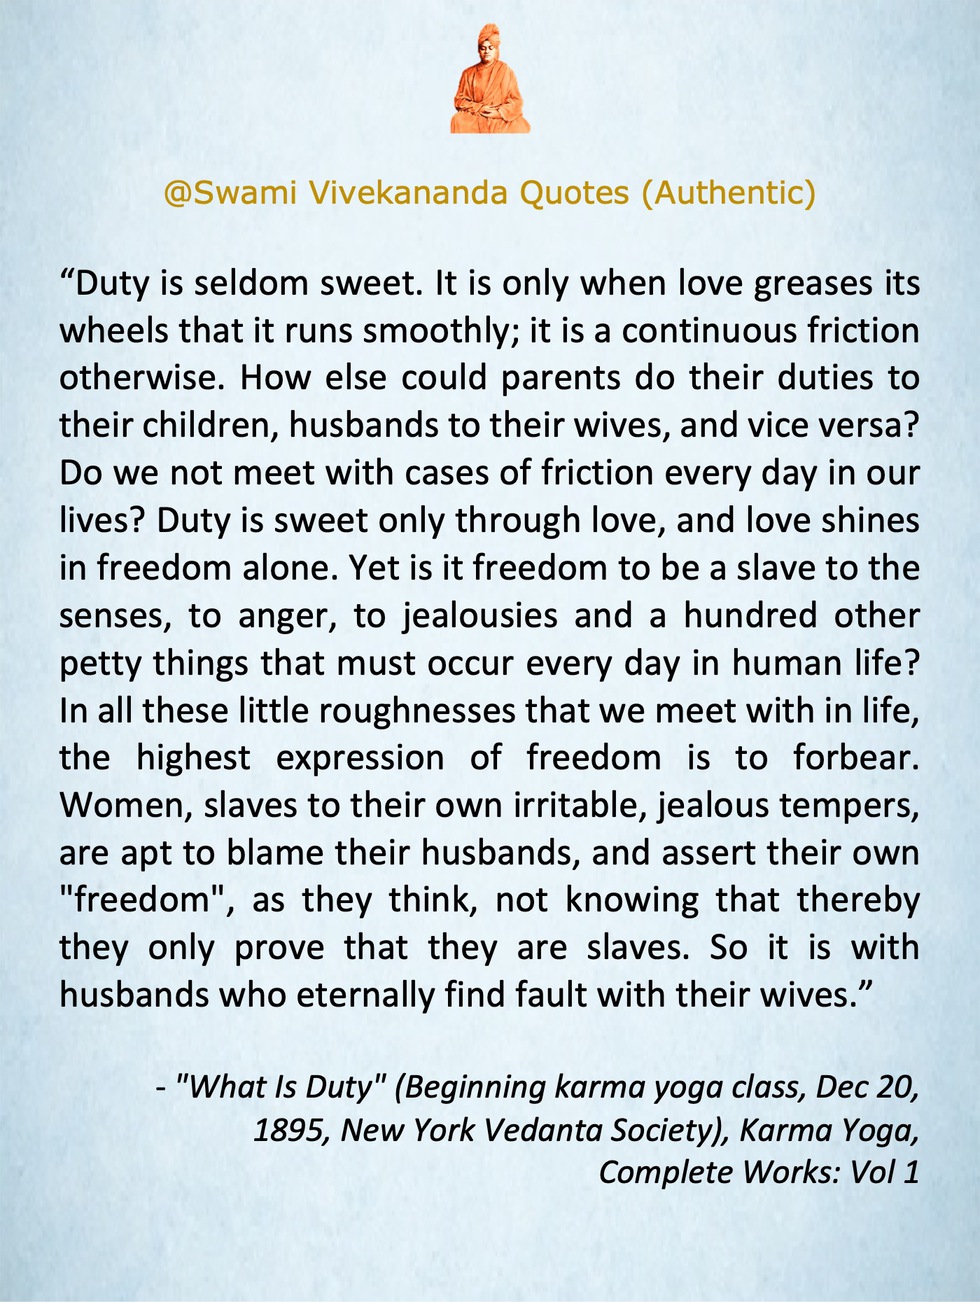 @Swami Vivekananda Quotes (Authentic)
“Duty is seldom sweet. It is only when love greases its
wheels that it runs smoothly; it is a continuous friction
otherwise. How else could parents do their duties to
their children, husbands to their wives, and vice versa?
Do we not meet with cases of friction every day in our
lives? Duty is sweet only through love, and love shines
in freedom alone. Yet is it freedom to be a slave to the
senses, to anger, to jealousies and a hundred other
petty things that must occur every day in human life?
In all these little roughnesses that we meet with in life,
the highest expression of freedom is to forbear.
Women, slaves to their own irritable, jealous tempers,
are apt to blame their husbands, and assert their own
"freedom", as they think, not knowing that thereby
they only prove that they are slaves. So it is with
husbands who eternally find fault with their wives.”
- "What Is Duty" (Beginning karma yoga class, Dec 20,
1895, New York Vedanta Society), Karma Yoga,
Complete Works: Vol 1